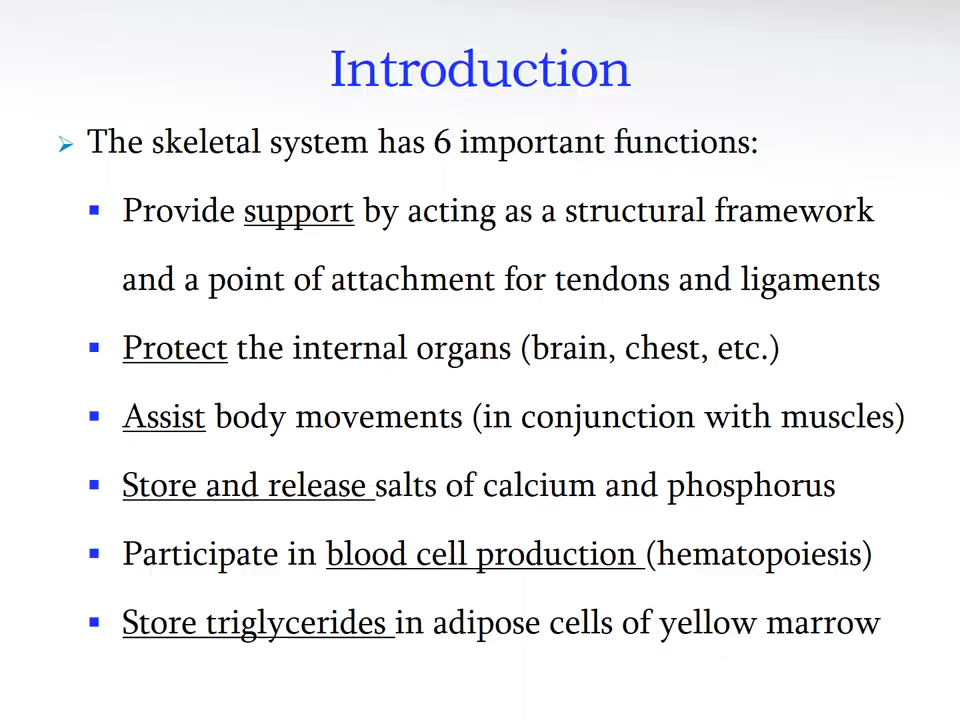 Introduction
The skeletal system has 6 important functions:
Provide support by acting as a structural framework
and a point of attachment for tendons and ligaments
Protect the internal organs (brain, chest, etc.)
Assist body movements (in conjunction with muscles)
Store and release salts of calcium and phosphorus
Participate in blood cell production (hematopoiesis)
Store triglycerides in adipose cells of yellow marrow